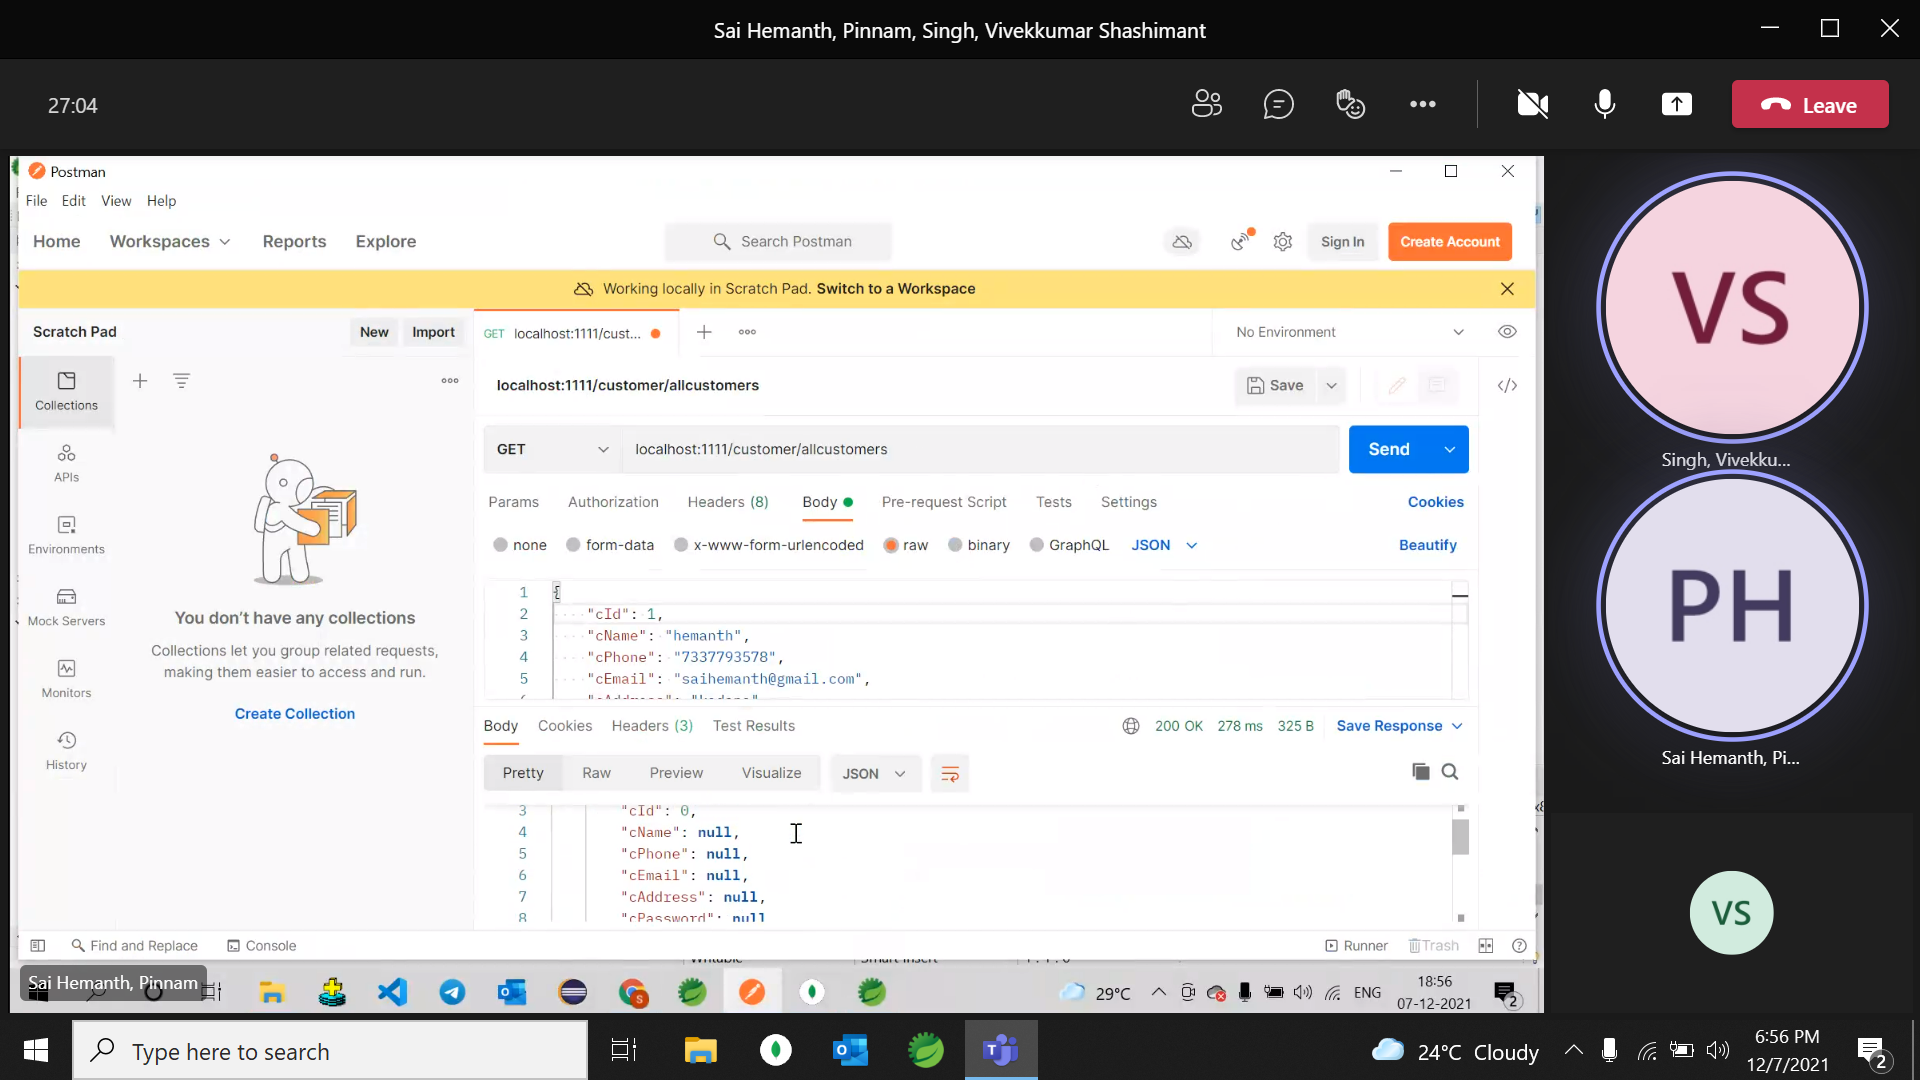 Sai Hemanth, Pinnam, Singh, Vivekkumar Shashimant
27:04
Leave
Postman
File Edit View Help
Home Workspaces Reports Explore
Search Postman
Sign In
Create Account
Working locally in Scratch Pad. Switch to a Workspace
Scratch Pad
New
Import
GET localhost:1111/cust...
No Environment
Collections
APIs
Environments
Mock Servers
Monitors
History
You don't have any collections
Collections let you group related requests,
making them easier to access and run.
Create Collection
localhost:1111/customer/allcustomers
Save
GET
localhost:1111/customer/allcustomers
Send
Params Authorization Headers (8) Body Pre-request Script Tests Settings Cookies
none form-data x-www-form-urlencoded raw binary GraphQL JSON Beautify
1 {
2 "cId": 1,
3 "cName": "hemanth",
4 "cPhone": "7337793578",
5 "cEmail": "saihemanth@gmail.com",
Body Cookies Headers (3) Test Results 200 OK 278 ms 325 B Save Response
Pretty Raw Preview Visualize JSON
3 "cId": 0,
4 "cName": null,
5 "cPhone": null,
6 "cEmail": null,
7 "cAddress": null,
8 "cPassword": null
Find and Replace Console Runner Trash
Sai Hemanth, Pinnam
29°C
ENG
18:56
07-12-2021
2
VS
Singh, Vivekku...
PH
Sai Hemanth, Pi...
VS
Type here to search
24°C Cloudy
6:56 PM
12/7/2021
2